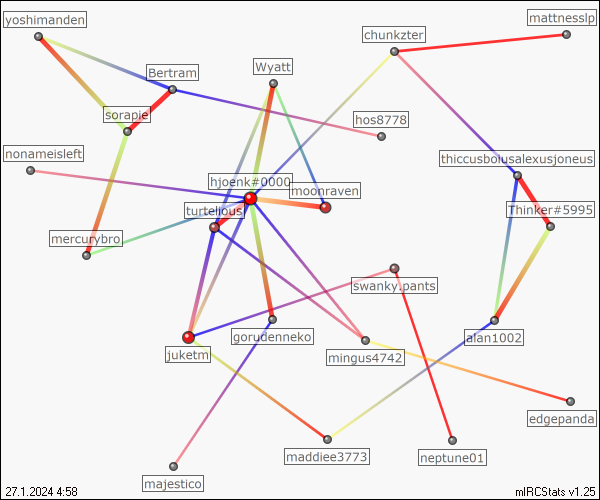 yoshimanden
mattnesslp
chunkzter
Bertram
Wyatt
sorapie
hos8778
nonameisleft
thiccusbolusalexusjoneus
hjoenk#0000
moonraven
turtelious
Thinker#5995
mercurybro
swanky.pants
gorudenneko
alan1002
juketm
mingus4742
edgepanda
maddiee3773
neptune01
majestico
27.1.2024 4:58
mIRCStats v1.25